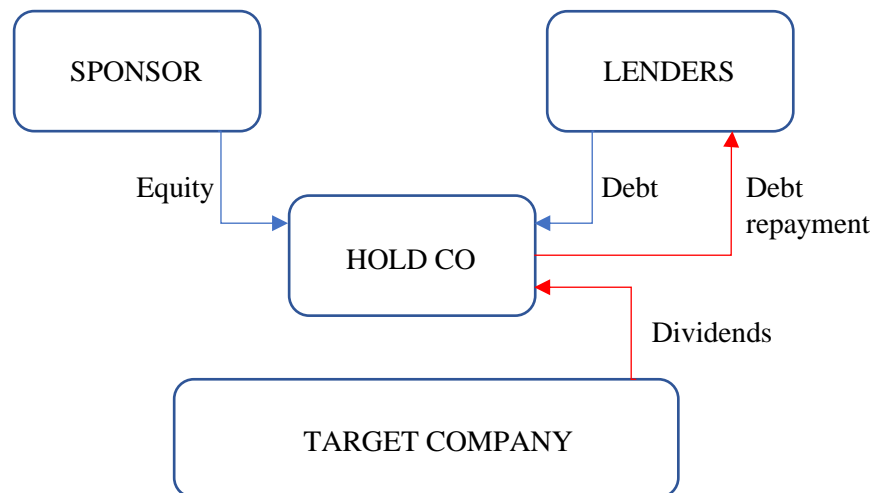 SPONSOR
LENDERS
Equity
Debt
Debt
repayment
HOLD CO
Dividends
TARGET COMPANY